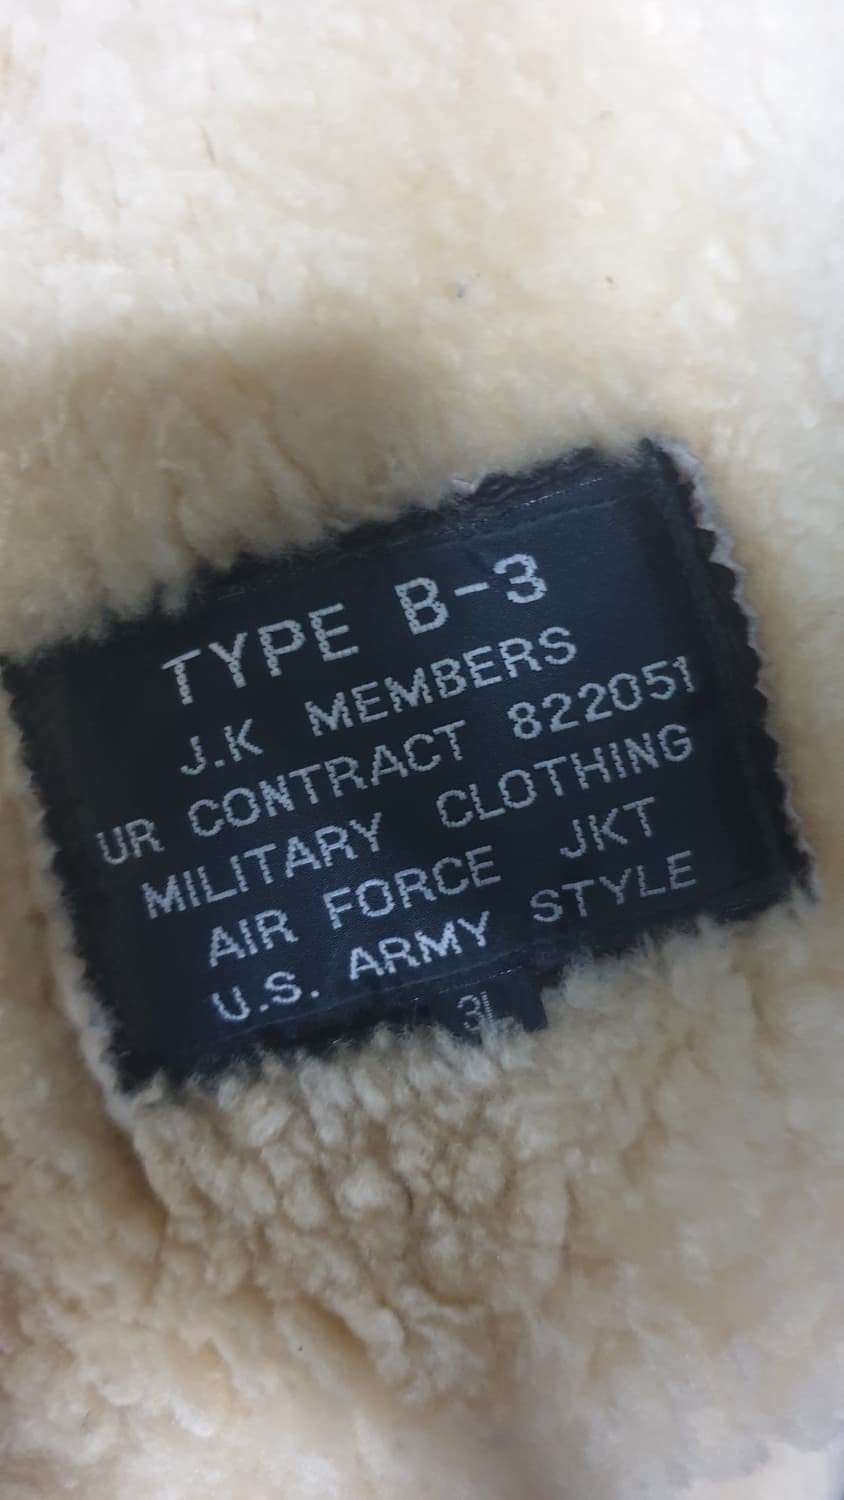 TYPE B-3
J.K MEMBERS
UR CONTRACT 822051
MILITARY CLOTHING
AIR FORCE JKT
U.S. ARMY STYLE
3L